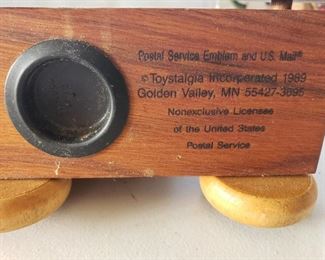 Postal Service Emblem and U.S. Mail®
©Toystalgia Incorporated 1989
Golden Valley, MN 55427-3695
Nonexclusive Licensee
of the United States
Postal Service